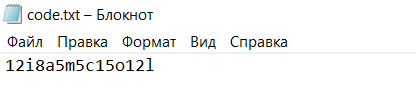 code.txt – Блокнот
Файл Правка Формат Вид Справка
12i8a5m5c15o12l